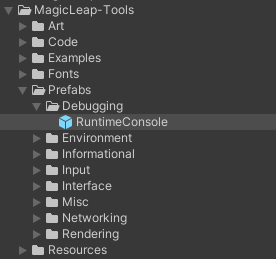 MagicLeap-Tools
Art
Code
Examples
Fonts
Prefabs
Debugging
RuntimeConsole
Environment
Informational
Input
Interface
Misc
Networking
Rendering
Resources